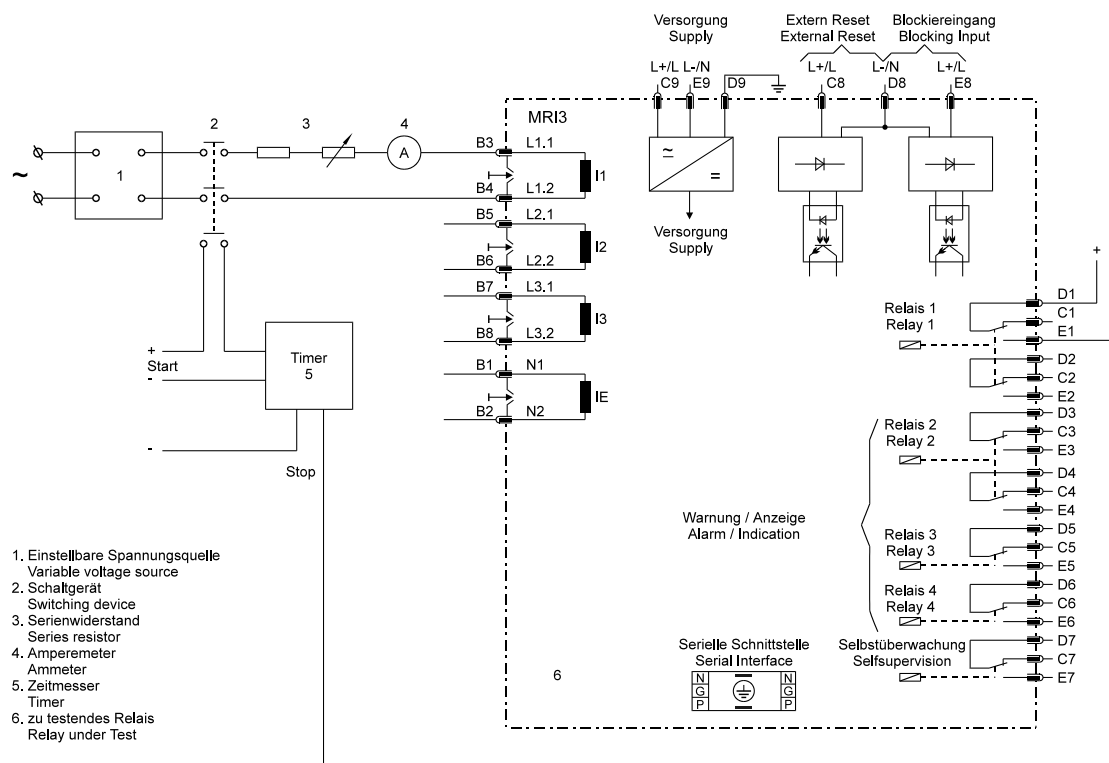 Versorgung
Supply
Extern Reset
External Reset
Blockiereingang
Blocking Input
L+/L L-/N
C9 E9 D9
L+/L L-/N L+/L
C8 D8 E8
MRI3
~
1
2
3
4
A
B3 L1.1
I1
B4 L1.2
B5 L2.1
I2
B6 L2.2
B7 L3.1
I3
B8 L3.2
B1 N1
IE
B2 N2
≃
=
Versorgung
Supply
+
Start
-
-
Timer
5
Stop
+
D1
C1
E1
D2
C2
E2
D3
C3
E3
D4
C4
E4
D5
C5
E5
D6
C6
E6
D7
C7
E7
Relais 1
Relay 1
Relais 2
Relay 2
Warnung / Anzeige
Alarm / Indication
Relais 3
Relay 3
Relais 4
Relay 4
Selbstüberwachung
Selfsupervision
Serielle Schnittstelle
Serial Interface
N N
G G
P P
6
1. Einstellbare Spannungsquelle
Variable voltage source
2. Schaltgerät
Switching device
3. Serienwiderstand
Series resistor
4. Amperemeter
Ammeter
5. Zeitmesser
Timer
6. zu testendes Relais
Relay under Test